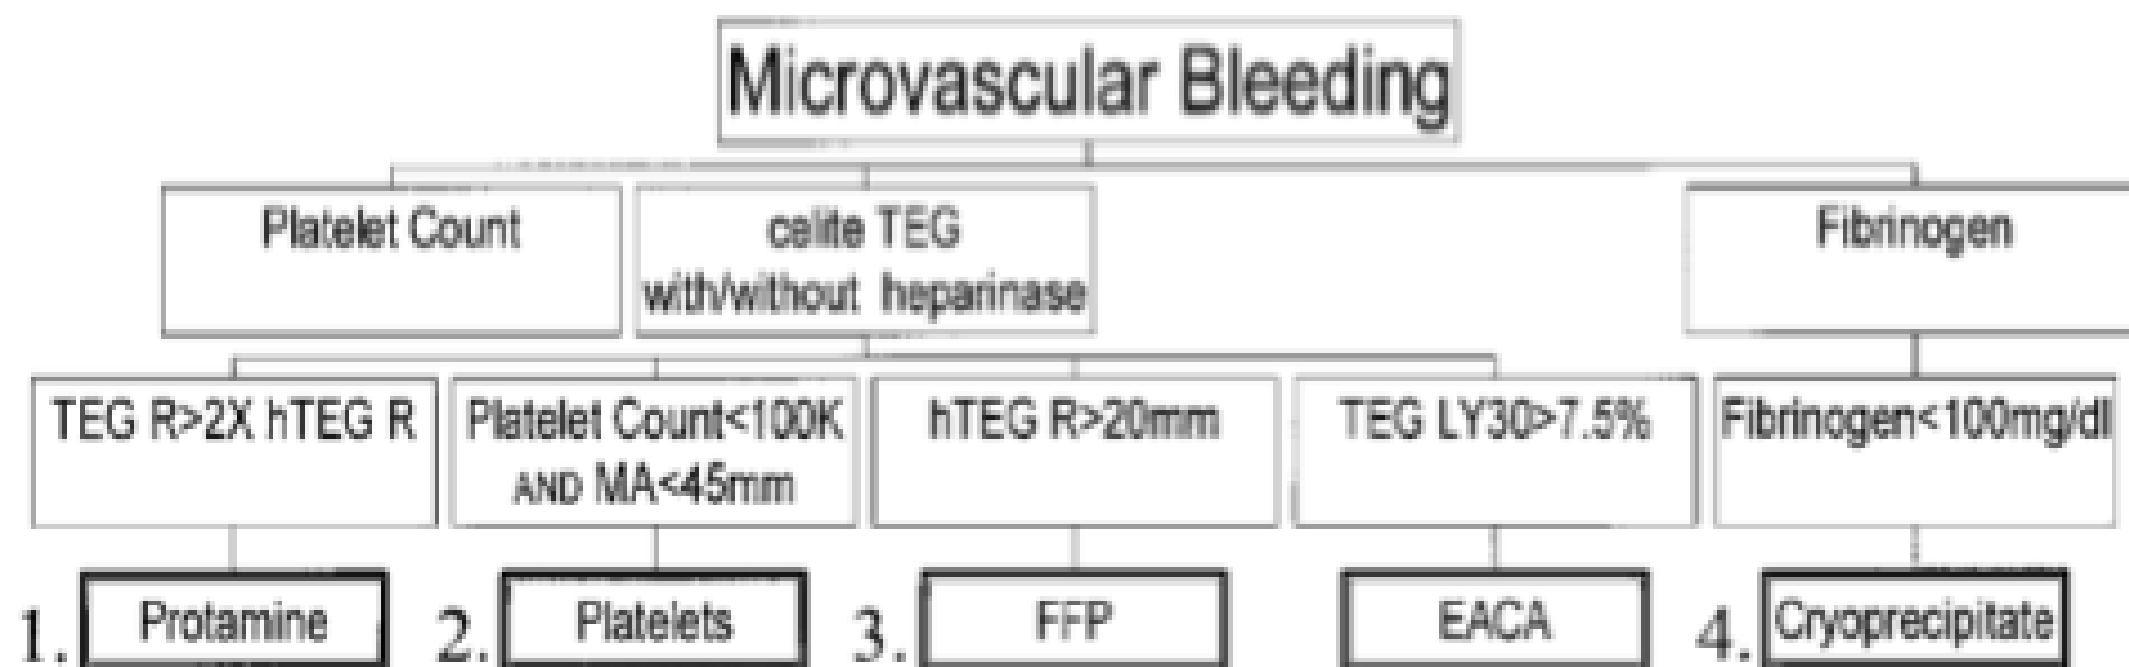 Microvascular Bleeding
Platelet Count
celite TEG
with/without heparinase
Fibrinogen
TEG R>2X hTEG R
Platelet Count<100K
AND MA<45mm
hTEG R>20mm
TEG LY30>7.5%
Fibrinogen<100mg/dl
1. Protamine
2. Platelets
3. FFP
EACA
4. Cryoprecipitate